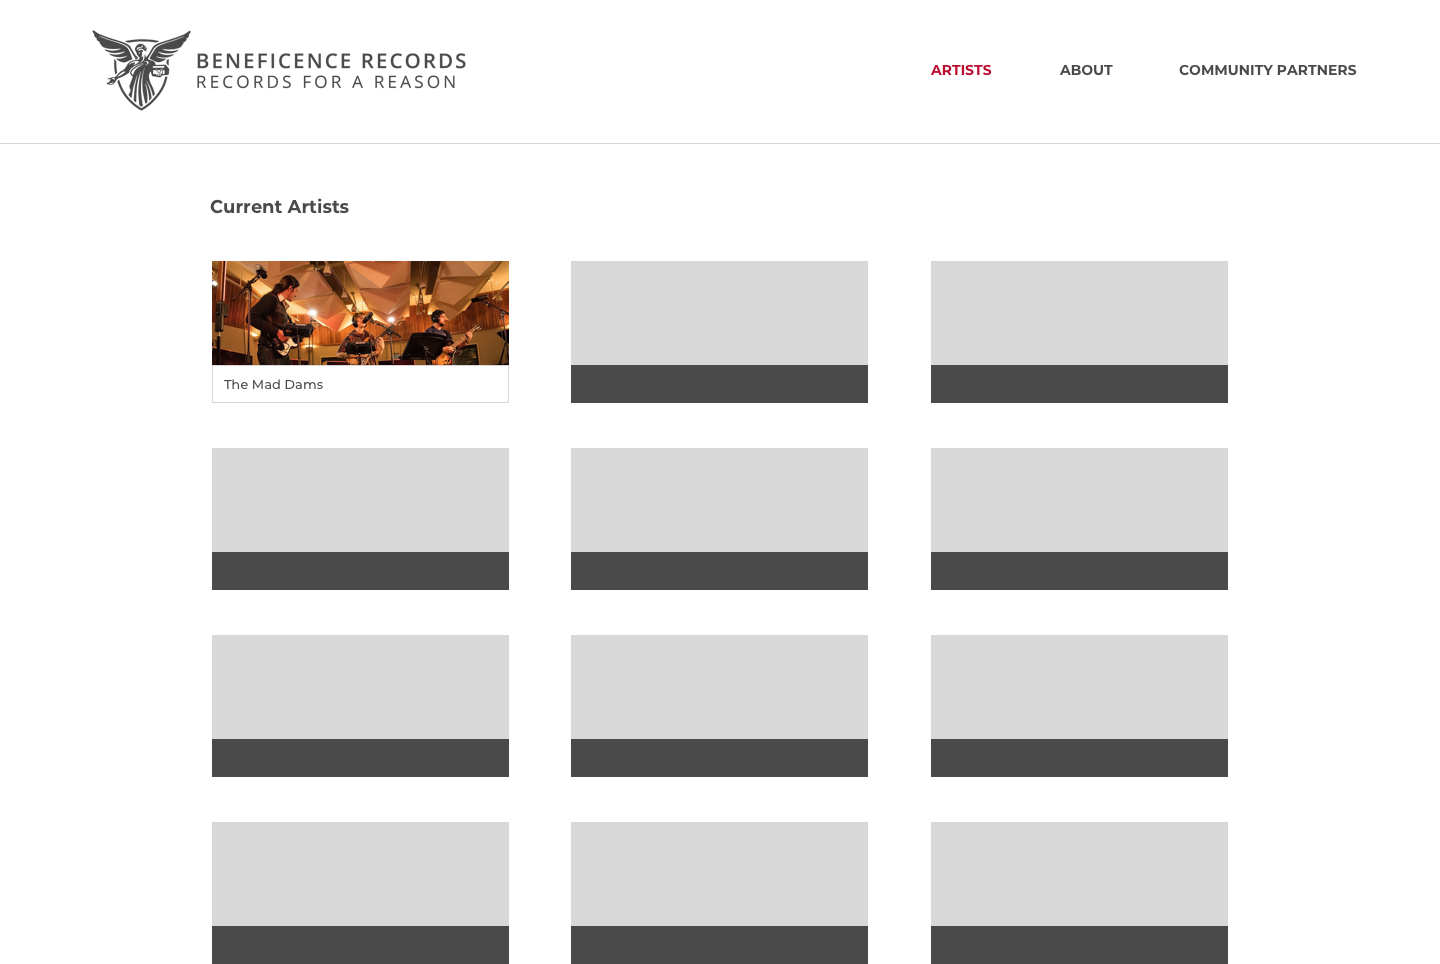 BENEFICENCE RECORDS
RECORDS FOR A REASON
ARTISTS
ABOUT
COMMUNITY PARTNERS
Current Artists
The Mad Dams